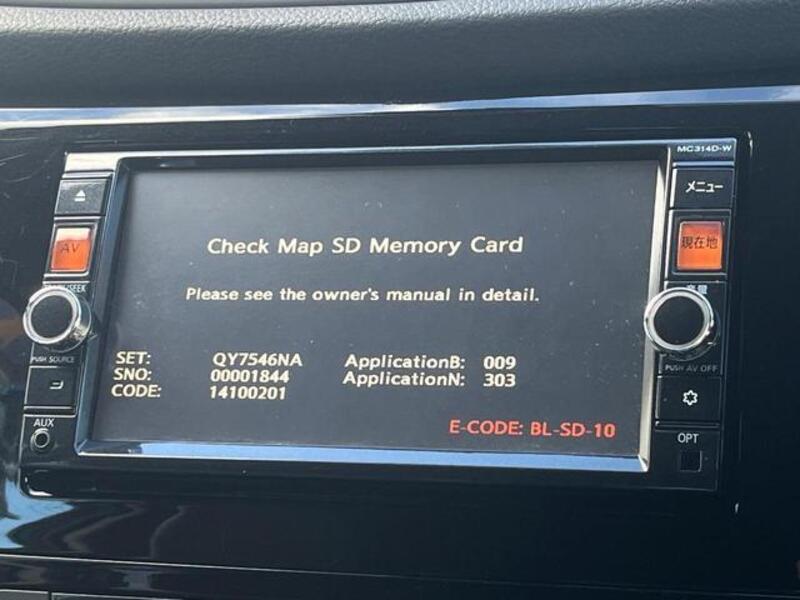 MC314D-W
メニュー
AV
現在地
Check Map SD Memory Card
Please see the owner's manual in detail.
PUSH SOURCE
PUSH AV OFF
SET: QY7546NA ApplicationB: 009
SNO: 00001844 ApplicationN: 303
CODE: 14100201
E-CODE: BL-SD-10
AUX
OPT